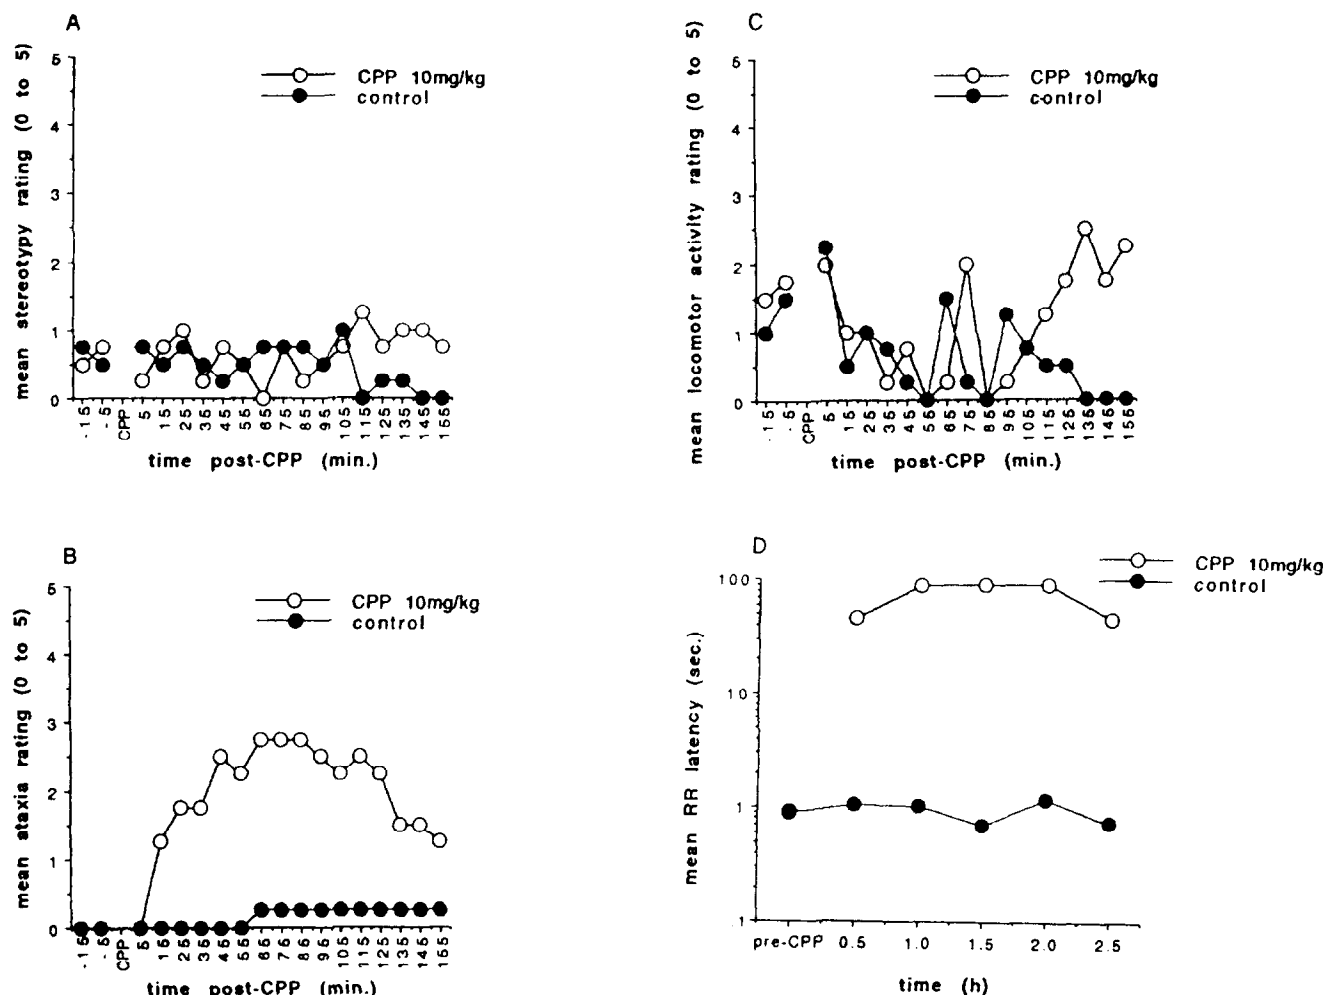 A
mean stereotypy rating (0 to 5)
5
4
3
2
1
0
CPP 10mg/kg
control
-15 -5 CPP 5 15 25 35 45 55 65 75 85 95 105 115 125 135 145 155
time post-CPP (min.)
C
mean locomotor activity rating (0 to 5)
5
4
3
2
1
0
CPP 10mg/kg
control
-15 -5 CPP 5 15 25 35 45 55 65 75 85 95 105 115 125 135 145 155
time post-CPP (min.)
B
mean ataxia rating (0 to 5)
5
4
3
2
1
0
CPP 10mg/kg
control
-15 -5 CPP 5 15 25 35 45 55 65 75 85 95 105 115 125 135 145 155
time post-CPP (min.)
D
mean RR latency (sec.)
100
10
1
.1
CPP 10mg/kg
control
pre-CPP 0.5 1.0 1.5 2.0 2.5
time (h)